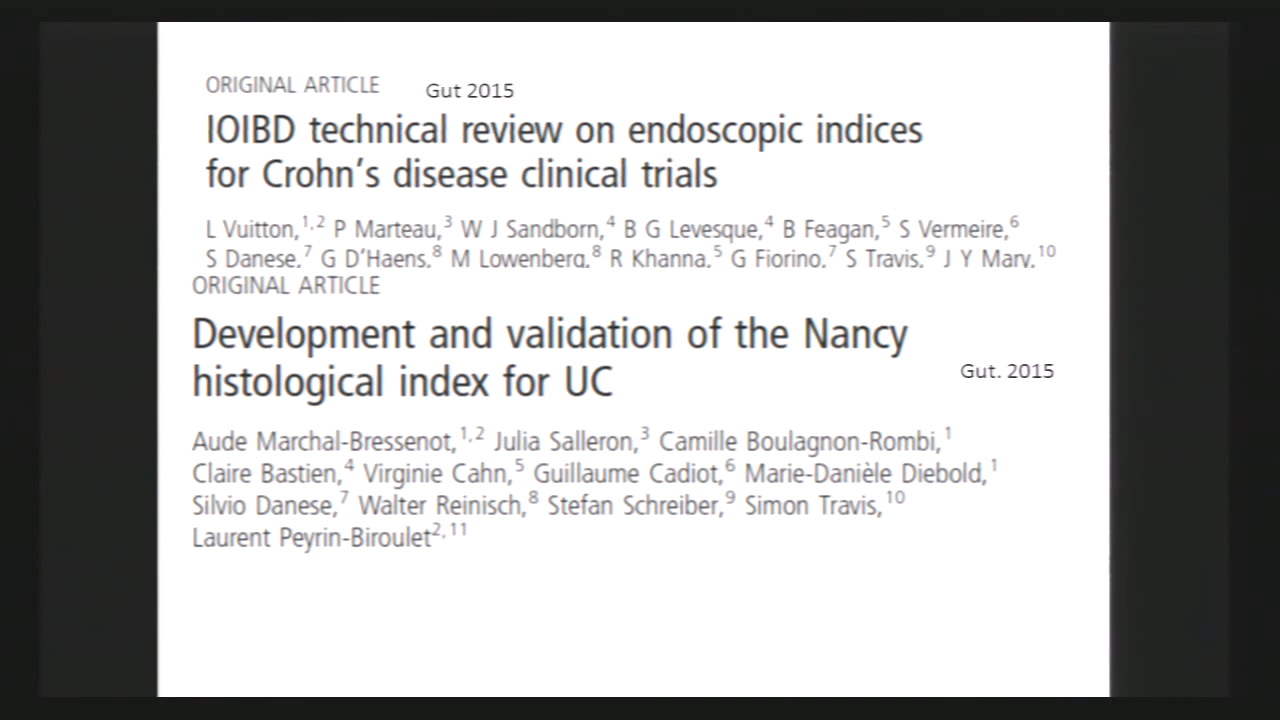 ORIGINAL ARTICLE Gut 2015
IOIBD technical review on endoscopic indices
for Crohn's disease clinical trials
L Vuitton,1,2 P Marteau,3 W J Sandborn,4 B G Levesque,4 B Feagan,5 S Vermeire,6
S Danese,7 G D'Haens,8 M Lowenberg,8 R Khanna,5 G Fiorino,7 S Travis,9 J Y Mary,10
ORIGINAL ARTICLE
Development and validation of the Nancy
histological index for UC
Gut. 2015
Aude Marchal-Bressenot,1,2 Julia Salleron,3 Camille Boulagnon-Rombi,1
Claire Bastien,4 Virginie Cahn,5 Guillaume Cadiot,6 Marie-Danièle Diebold,1
Silvio Danese,7 Walter Reinisch,8 Stefan Schreiber,9 Simon Travis,10
Laurent Peyrin-Biroulet2,11